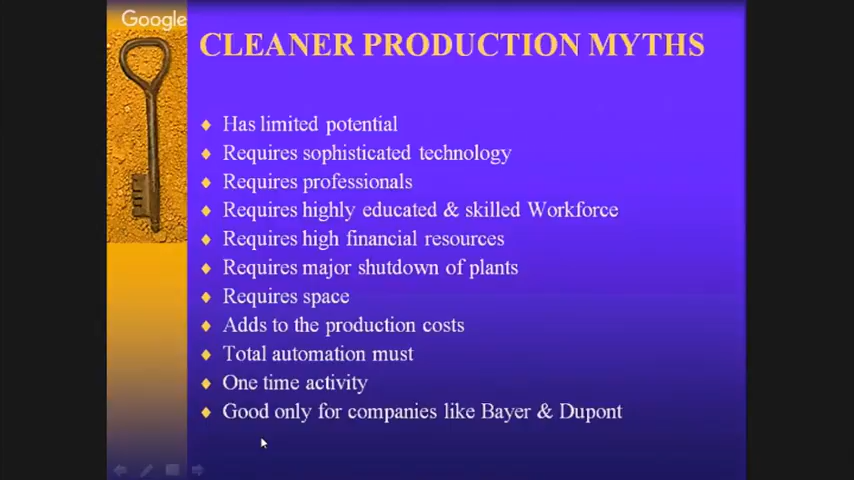 Google
CLEANER PRODUCTION MYTHS
Has limited potential
Requires sophisticated technology
Requires professionals
Requires highly educated & skilled Workforce
Requires high financial resources
Requires major shutdown of plants
Requires space
Adds to the production costs
Total automation must
One time activity
Good only for companies like Bayer & Dupont